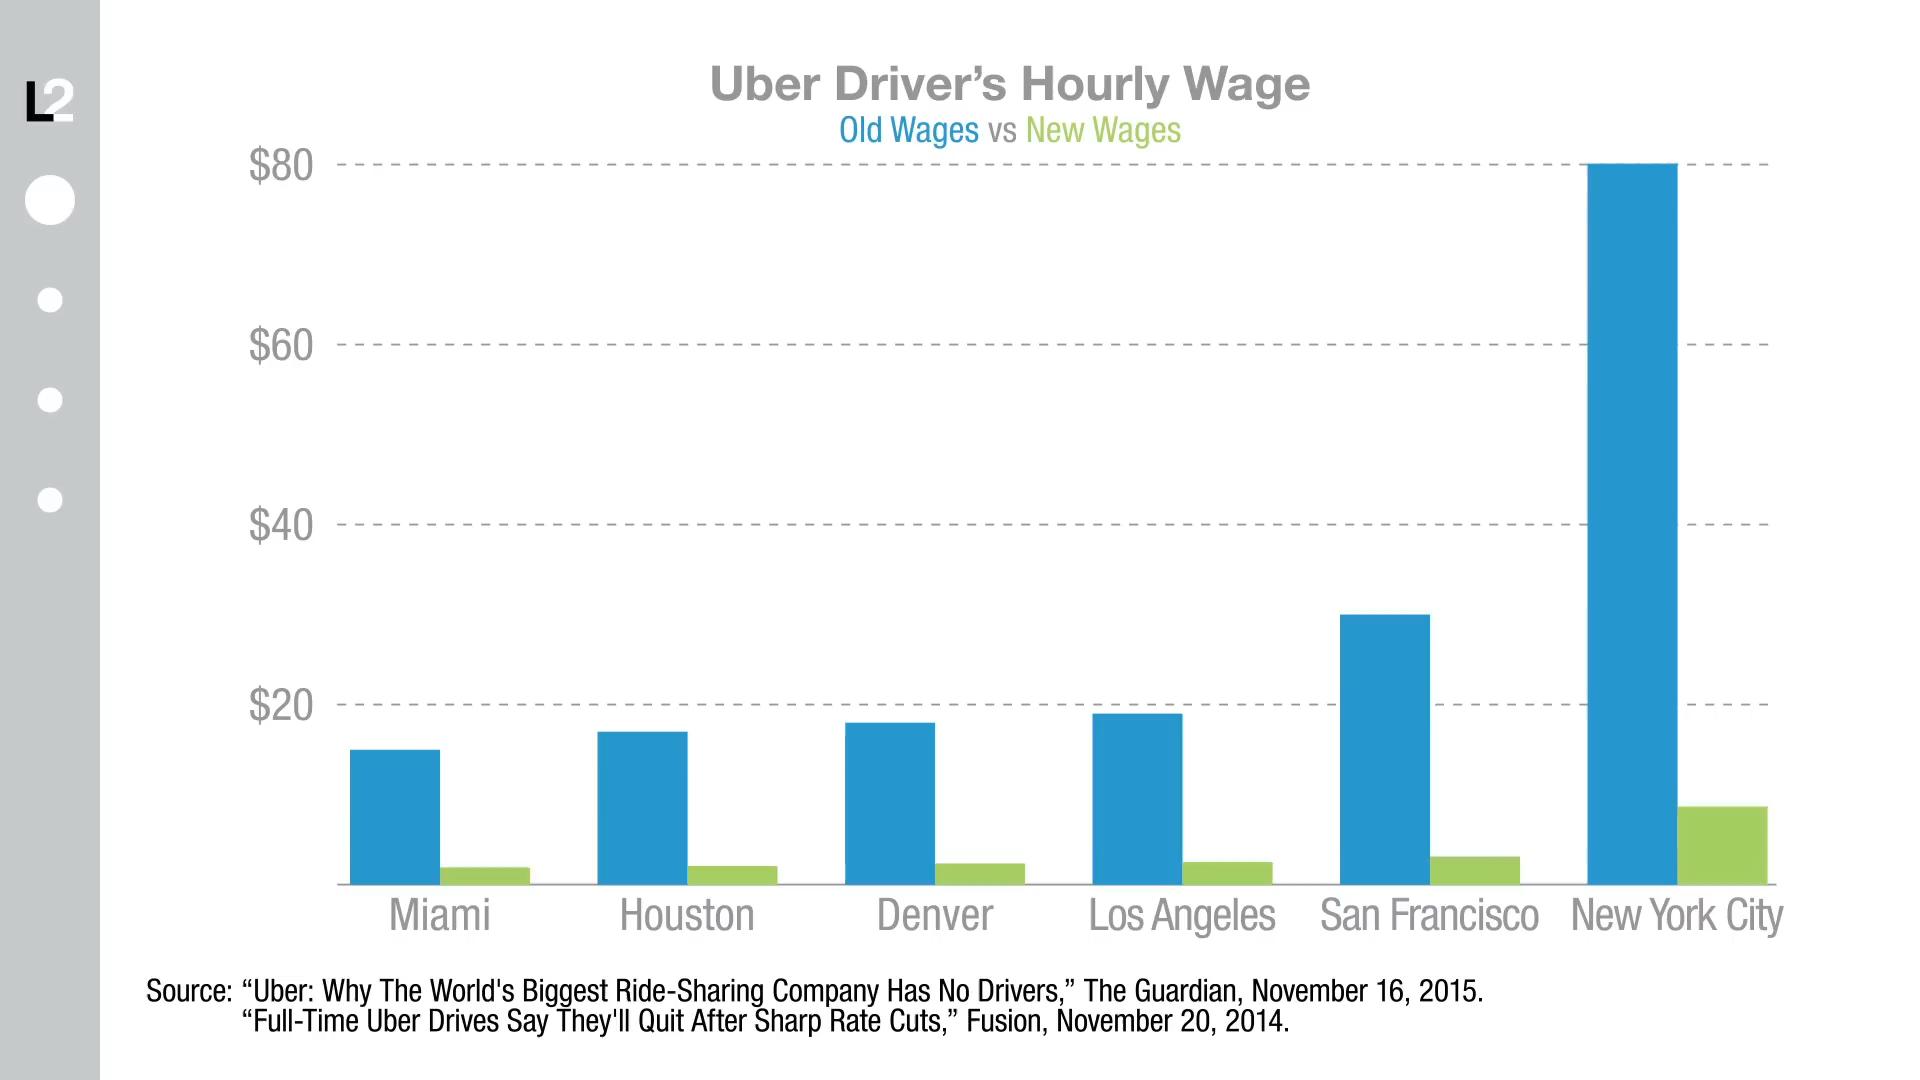 L2
Uber Driver’s Hourly Wage
Old Wages vs New Wages
$80
$60
$40
$20
Miami Houston Denver Los Angeles San Francisco New York City
Source: “Uber: Why The World's Biggest Ride-Sharing Company Has No Drivers,” The Guardian, November 16, 2015.
“Full-Time Uber Drives Say They'll Quit After Sharp Rate Cuts,” Fusion, November 20, 2014.